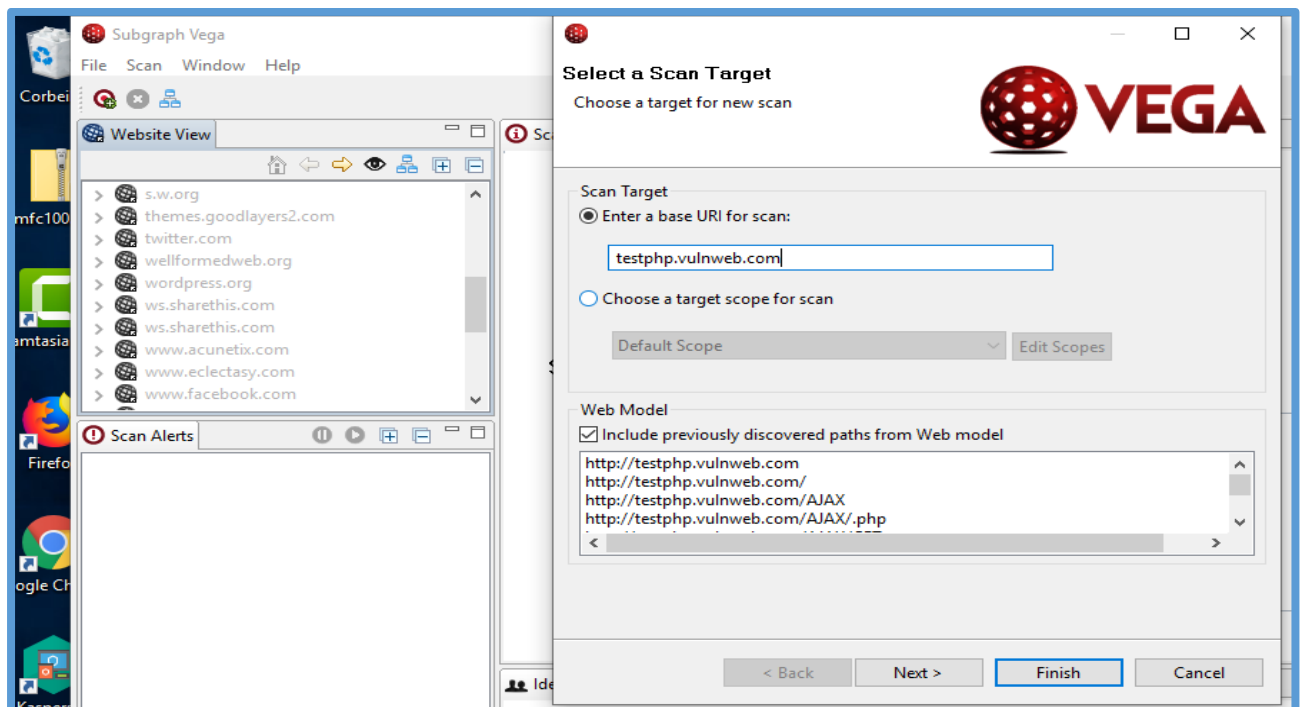 Corbei
mfc100
amtasia
Firefo
ogle Ch
Subgraph Vega
File Scan Window Help
Website View
s.w.org
themes.goodlayers2.com
twitter.com
wellformedweb.org
wordpress.org
ws.sharethis.com
ws.sharethis.com
www.acunetix.com
www.eclectasy.com
www.facebook.com
Scan Alerts
Sc
Ide
Select a Scan Target
Choose a target for new scan
VEGA
Scan Target
Enter a base URI for scan:
testphp.vulnweb.com
Choose a target scope for scan
Default Scope
Edit Scopes
Web Model
Include previously discovered paths from Web model
http://testphp.vulnweb.com
http://testphp.vulnweb.com/
http://testphp.vulnweb.com/AJAX
http://testphp.vulnweb.com/AJAX/.php
< Back Next > Finish Cancel